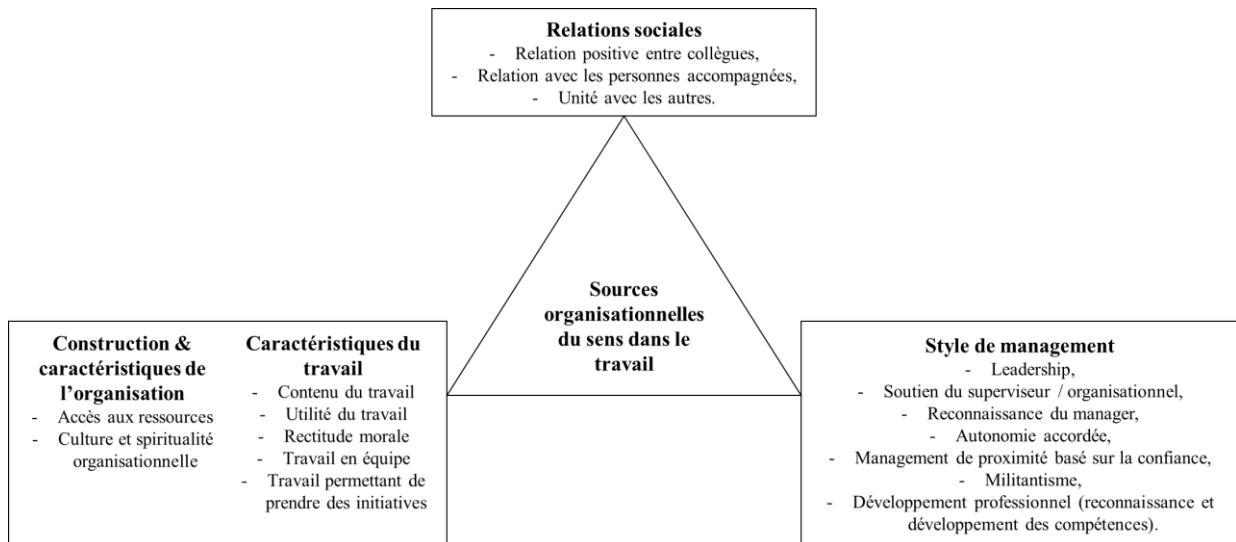 Relations sociales
- Relation positive entre collègues,
- Relation avec les personnes accompagnées,
- Unité avec les autres.
Sources
organisationnelles
du sens dans le
travail
Construction &
caractéristiques de
l’organisation
- Accès aux ressources
- Culture et spiritualité
organisationnelle
Caractéristiques du
travail
- Contenu du travail
- Utilité du travail
- Rectitude morale
- Travail en équipe
- Travail permettant de
prendre des initiatives
Style de management
- Leadership,
- Soutien du superviseur / organisationnel,
- Reconnaissance du manager,
- Autonomie accordée,
- Management de proximité basé sur la confiance,
- Militantisme,
- Développement professionnel (reconnaissance et
développement des compétences).